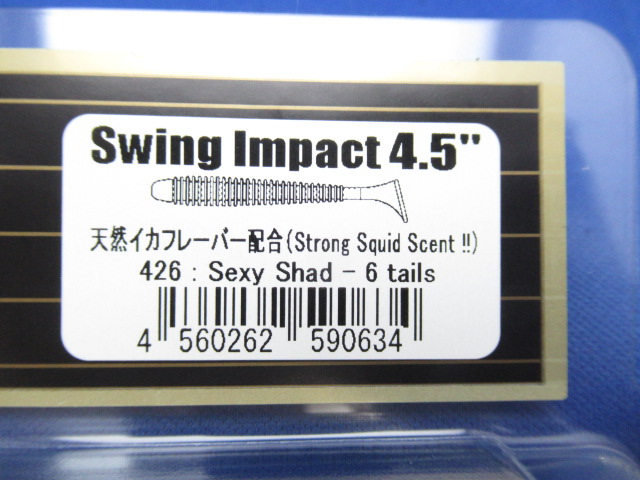 Swing Impact 4.5"
天然イカフレーバー配合(Strong Squid Scent !!)
426 : Sexy Shad - 6 tails
4 560262 590634